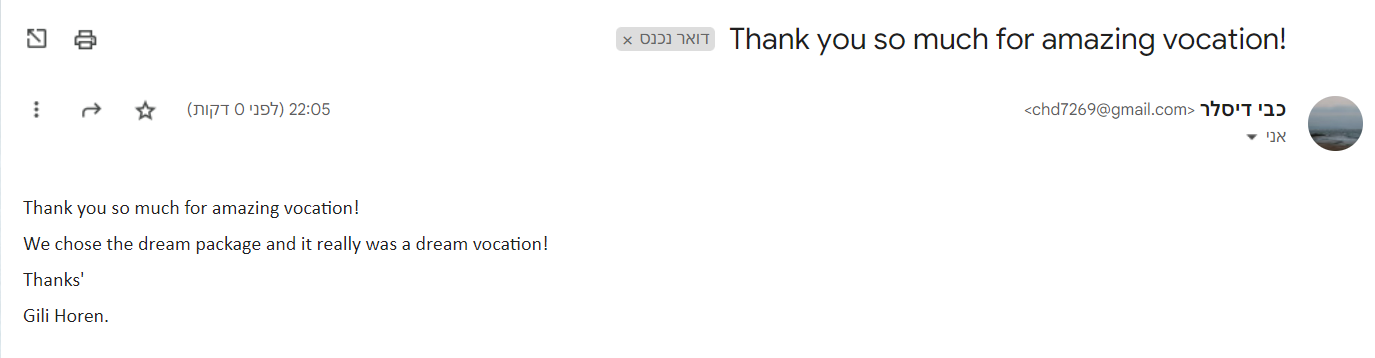 Thank you so much for amazing vocation!
דואר נכנס ×
כבי דיסלר <chd7269@gmail.com>
22:05 (לפני 0 דקות)
אני
Thank you so much for amazing vocation!
We chose the dream package and it really was a dream vocation!
Thanks'
Gili Horen.